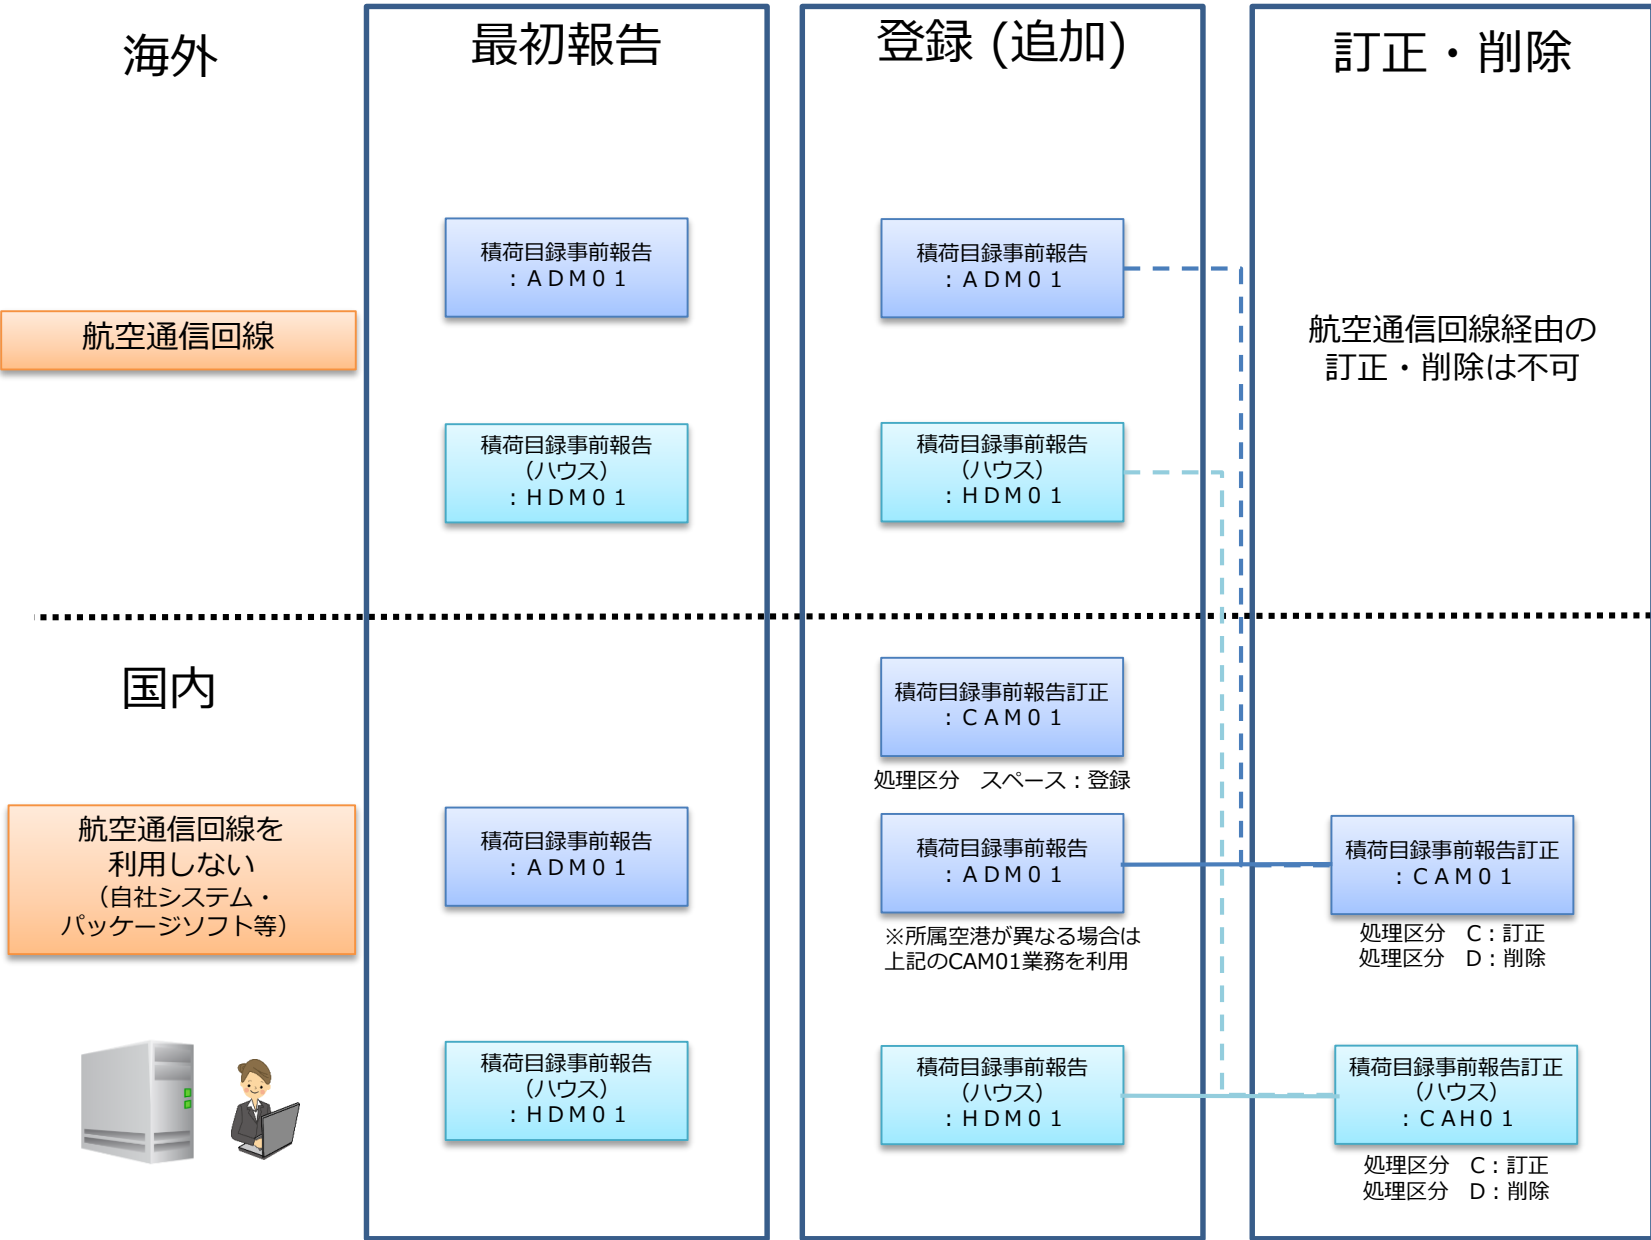 海外
最初報告
登録 (追加)
訂正・削除
積荷目録事前報告
：ＡＤＭ０１
積荷目録事前報告
：ＡＤＭ０１
航空通信回線
航空通信回線経由の
訂正・削除は不可
積荷目録事前報告
（ハウス）
：ＨＤＭ０１
積荷目録事前報告
（ハウス）
：ＨＤＭ０１
国内
積荷目録事前報告訂正
：ＣＡＭ０１
処理区分　スペース：登録
航空通信回線を
利用しない
（自社システム・
パッケージソフト等）
積荷目録事前報告
：ＡＤＭ０１
積荷目録事前報告
：ＡＤＭ０１
※所属空港が異なる場合は
上記のCAM01業務を利用
積荷目録事前報告訂正
：ＣＡＭ０１
処理区分　C：訂正
処理区分　D：削除
積荷目録事前報告
（ハウス）
：ＨＤＭ０１
積荷目録事前報告
（ハウス）
：ＨＤＭ０１
積荷目録事前報告訂正
（ハウス）
：ＣＡＨ０１
処理区分　C：訂正
処理区分　D：削除